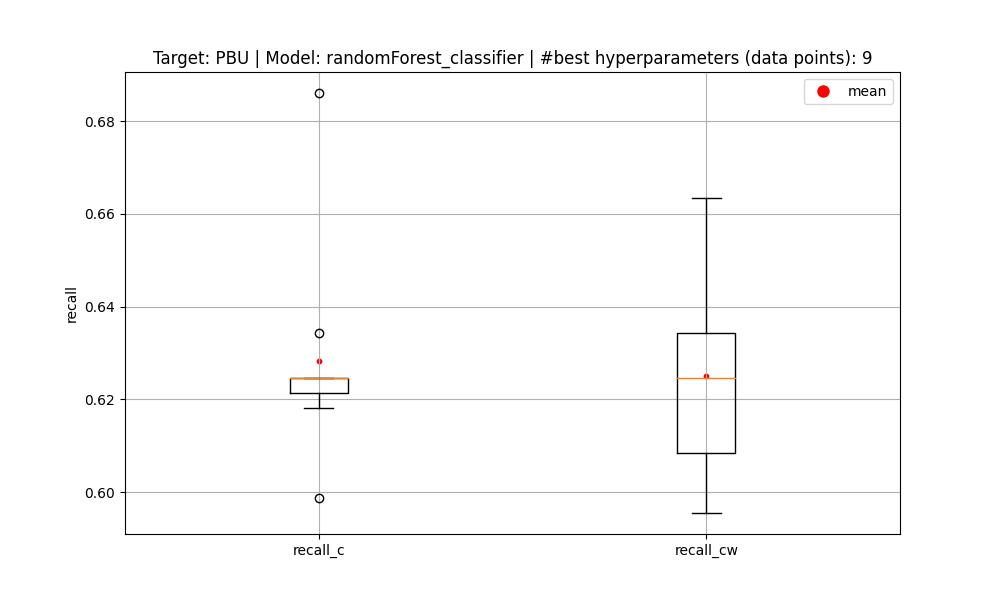 Target: PBU | Model: randomForest_classifier | #best hyperparameters (data points): 9
mean
0.68
0.66
0.64
0.62
0.60
recall
recall_c
recall_cw